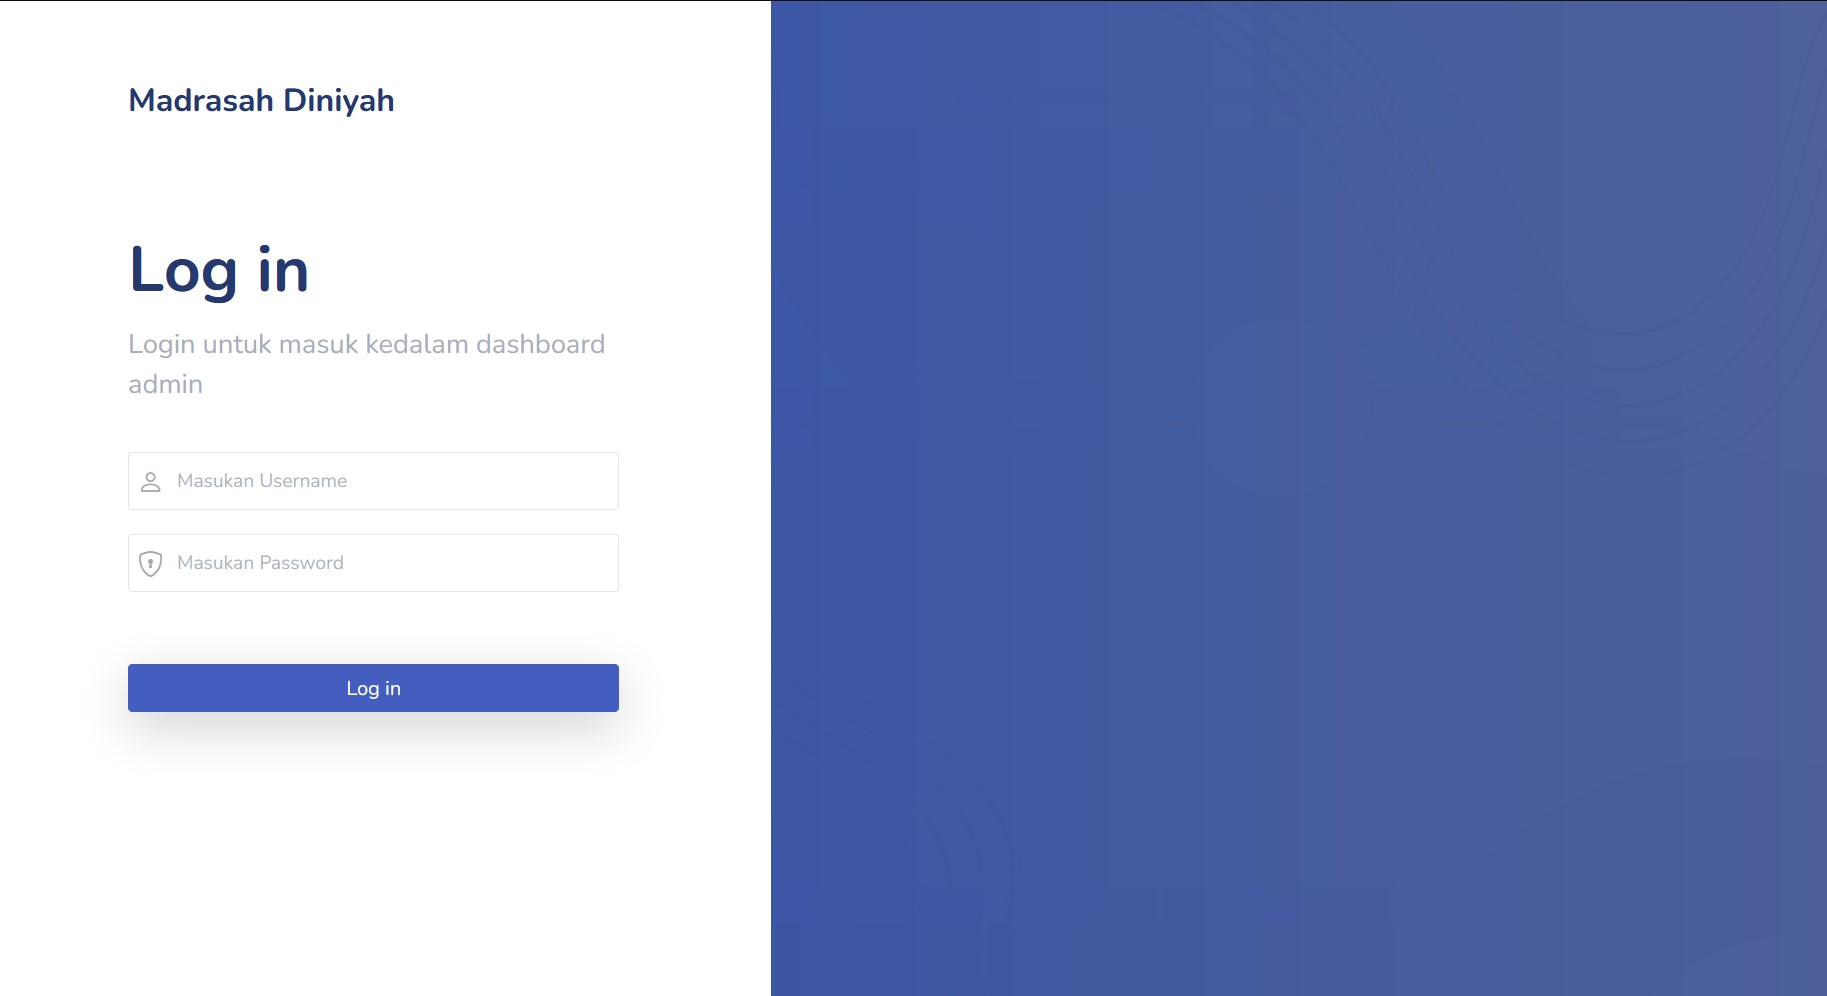 Madrasah Diniyah
Log in
Login untuk masuk kedalam dashboard
admin
Masukan Username
Masukan Password
Log in